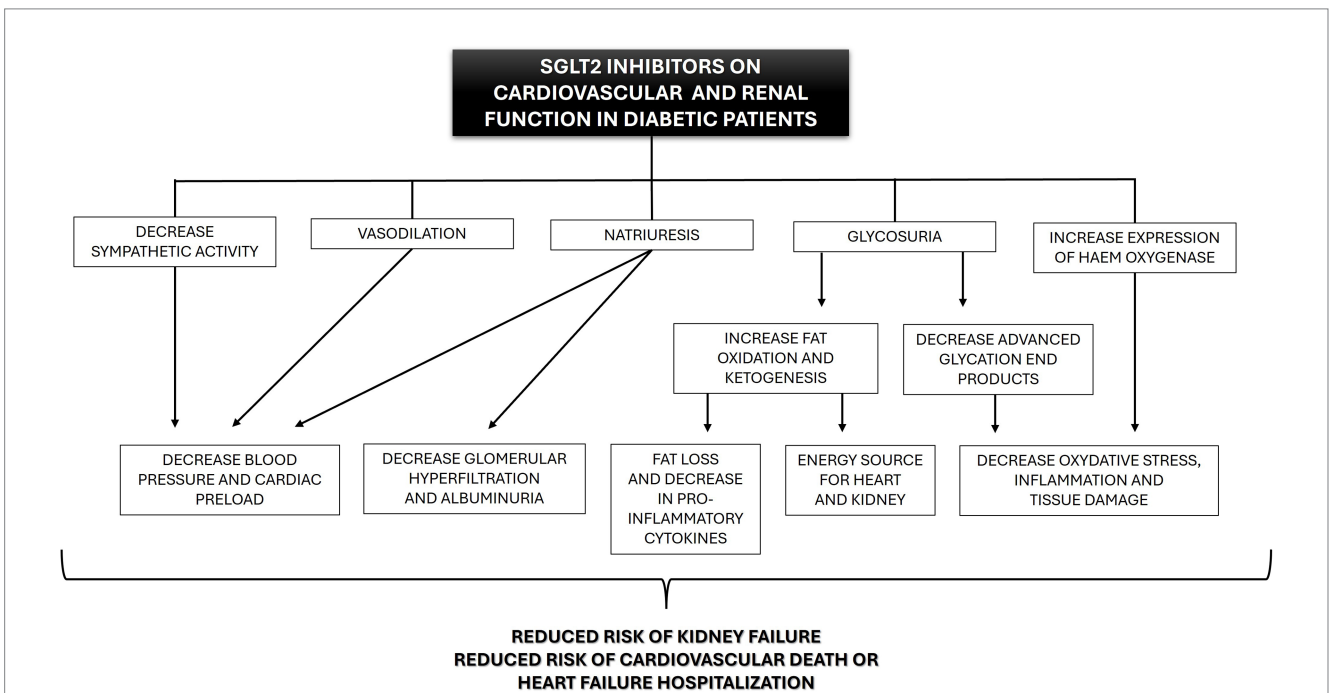 SGLT2 INHIBITORS ON
CARDIOVASCULAR AND RENAL
FUNCTION IN DIABETIC PATIENTS
DECREASE
SYMPATHETIC ACTIVITY
VASODILATION
NATRIURESIS
GLYCOSURIA
INCREASE EXPRESSION
OF HAEM OXYGENASE
INCREASE FAT
OXIDATION AND
KETOGENESIS
DECREASE ADVANCED
GLYCATION END
PRODUCTS
DECREASE BLOOD
PRESSURE AND CARDIAC
PRELOAD
DECREASE GLOMERULAR
HYPERFILTRATION
AND ALBUMINURIA
FAT LOSS
AND DECREASE
IN PRO-
INFLAMMATORY
CYTOKINES
ENERGY SOURCE
FOR HEART
AND KIDNEY
DECREASE OXYDATIVE STRESS,
INFLAMMATION AND
TISSUE DAMAGE
REDUCED RISK OF KIDNEY FAILURE
REDUCED RISK OF CARDIOVASCULAR DEATH OR
HEART FAILURE HOSPITALIZATION